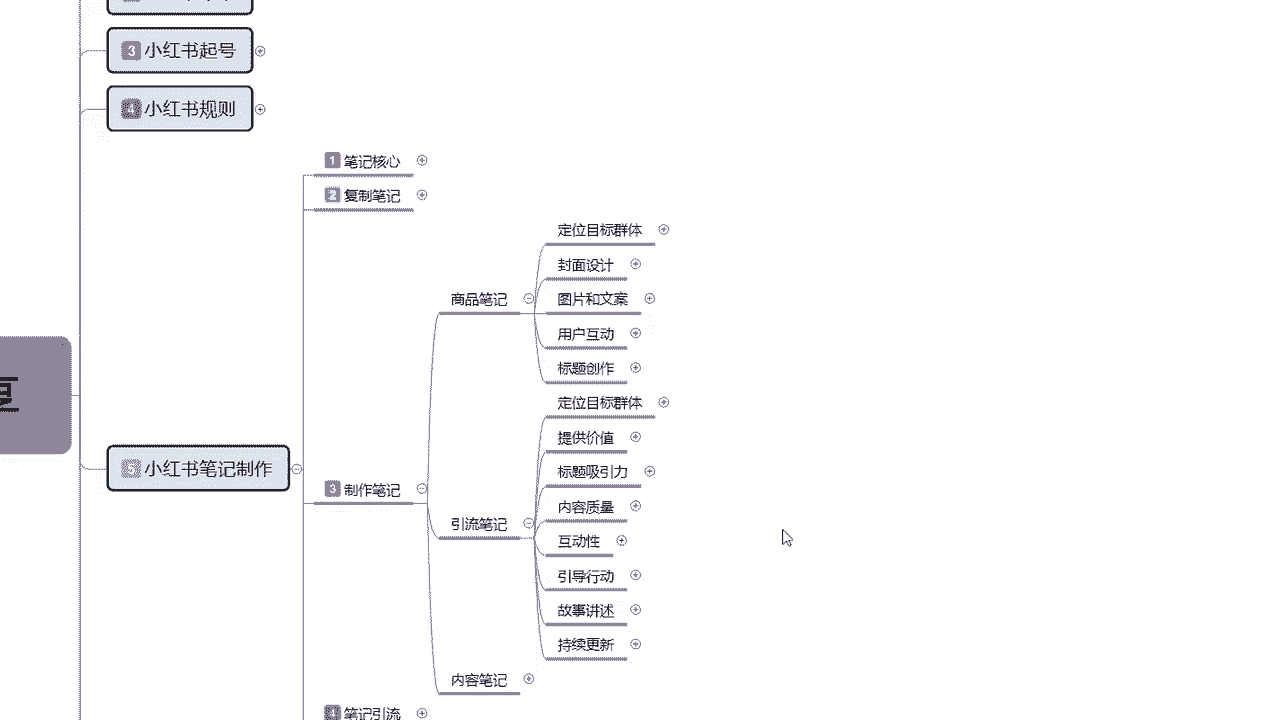 3 小红书起号
4 小红书规则
1 笔记核心
2 复制笔记
定位目标群体
封面设计
商品笔记
图片和文案
用户互动
标题创作
定位目标群体
提供价值
标题吸引力
5 小红书笔记制作
3 制作笔记
内容质量
引流笔记
互动性
引导行动
故事讲述
持续更新
内容笔记
4 笔记引流